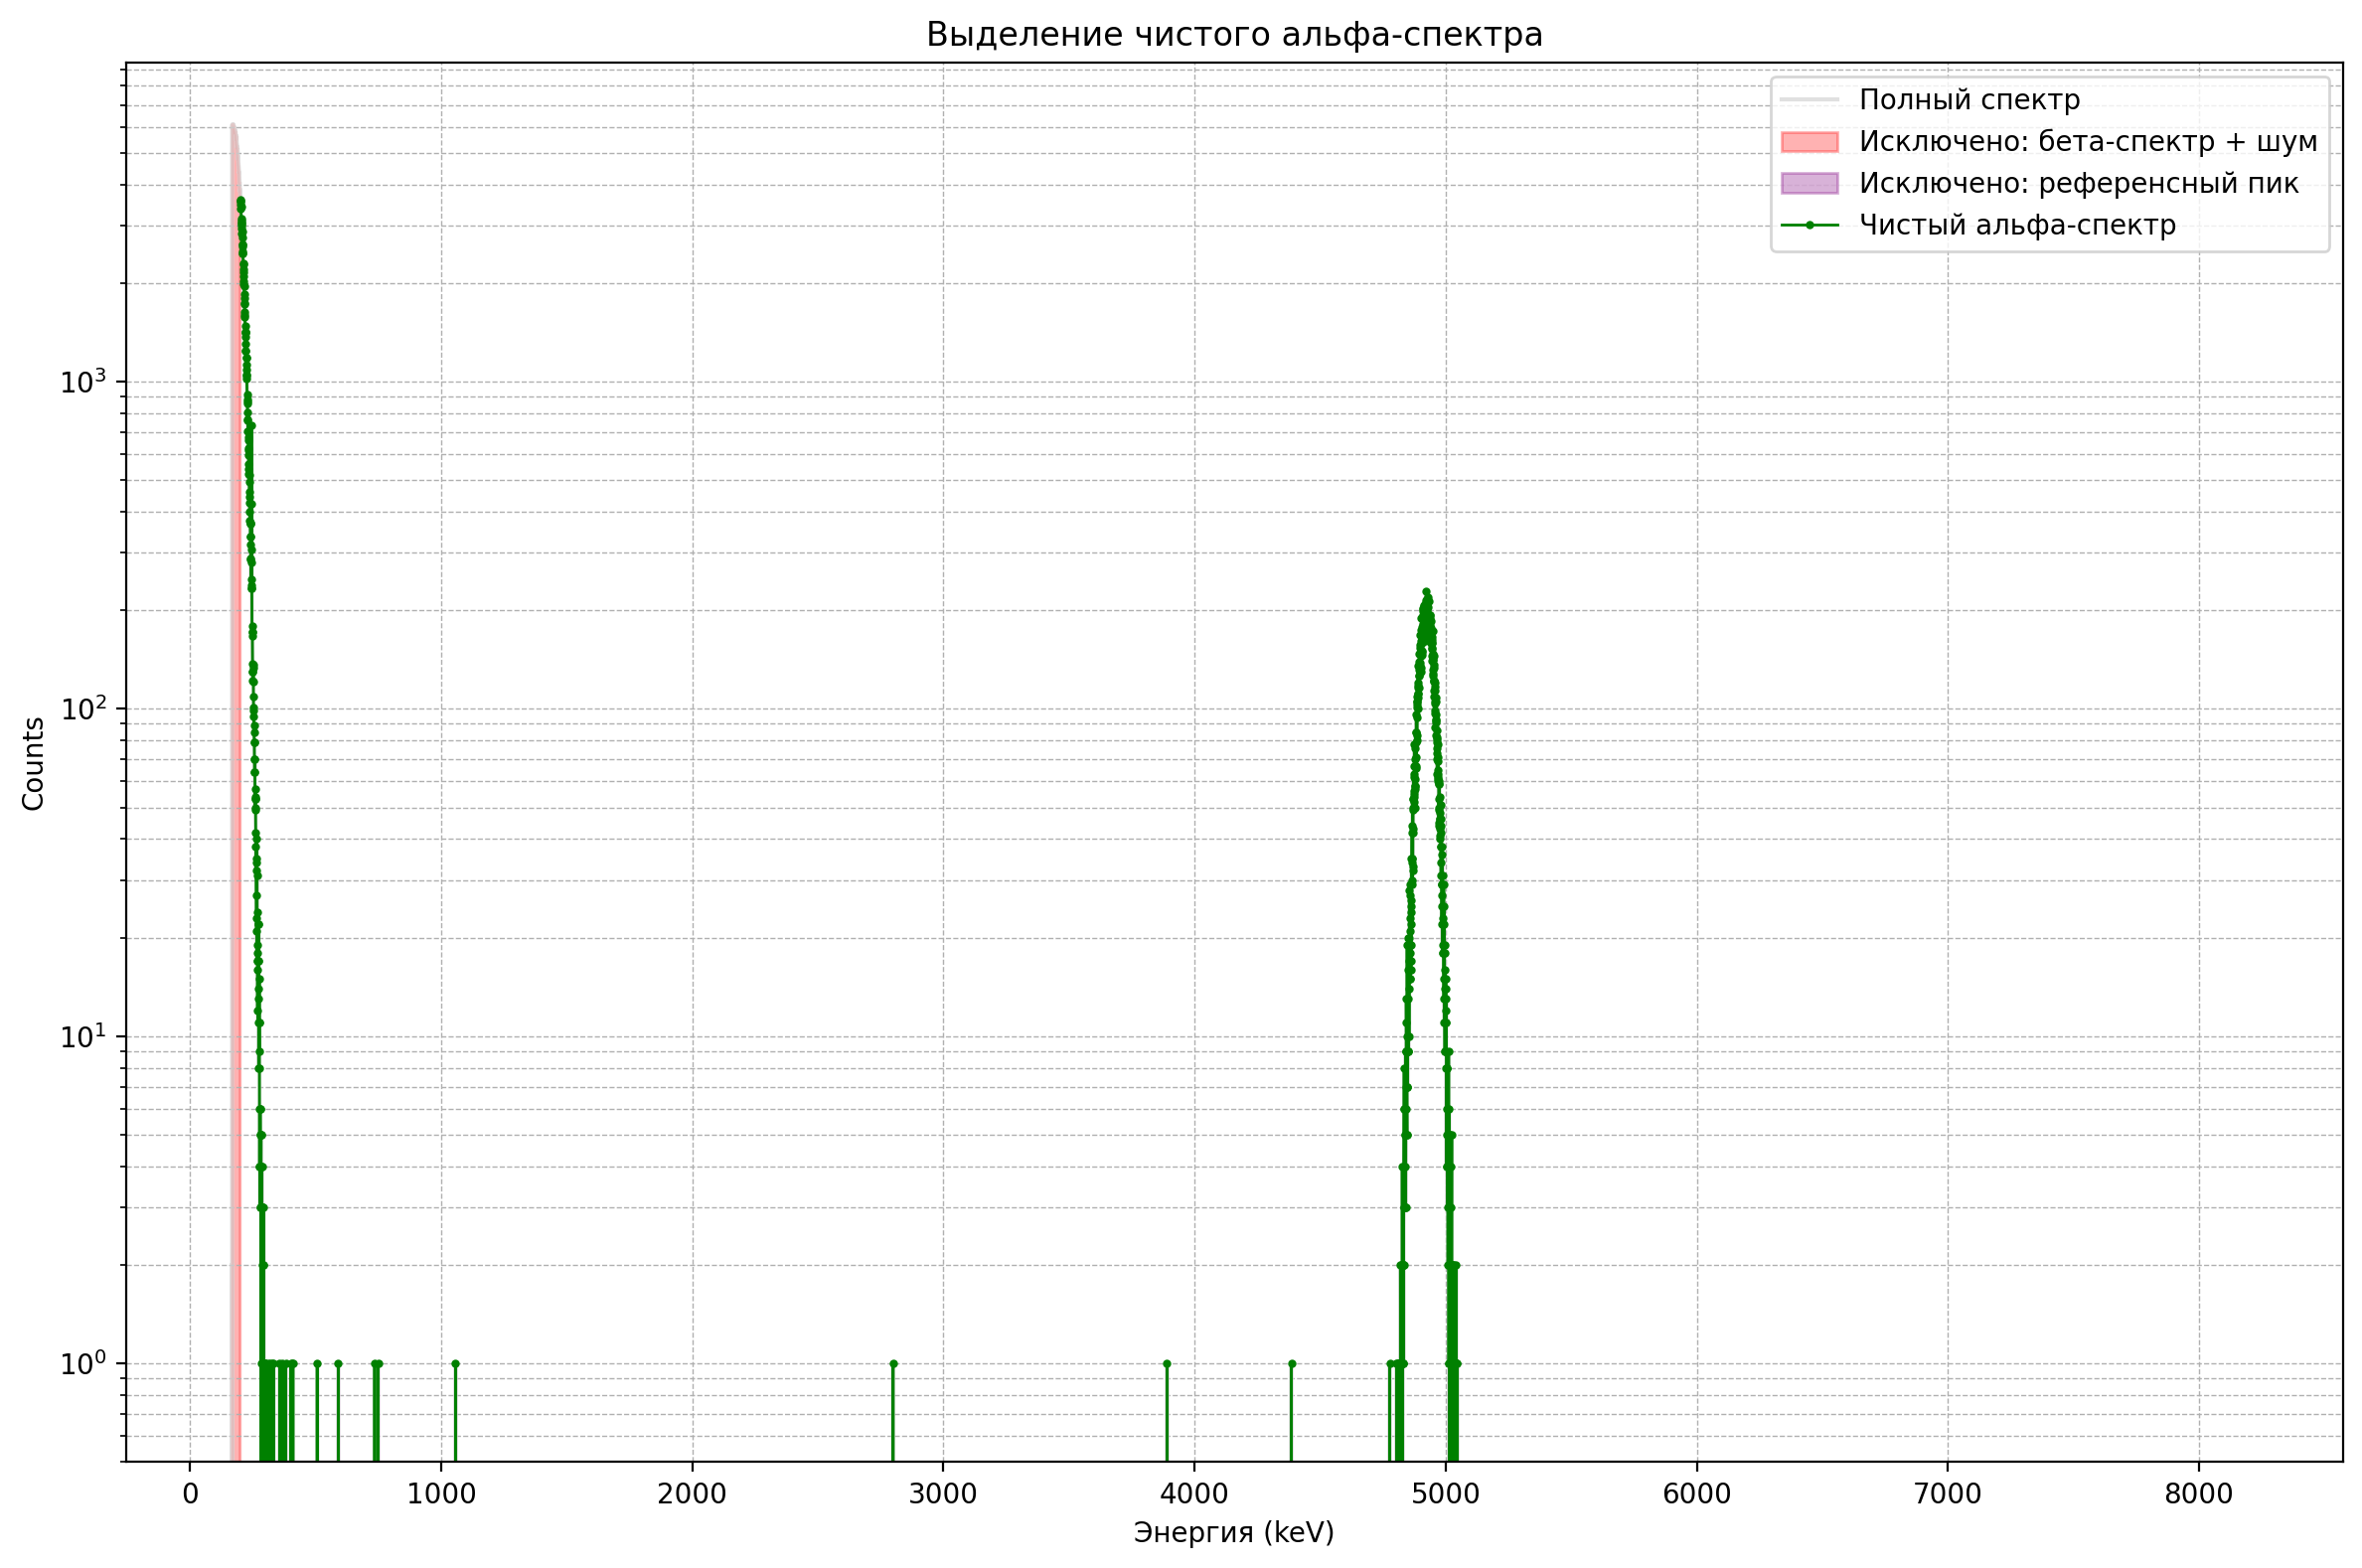 Выделение чистого альфа-спектра
Полный спектр
Исключено: бета-спектр + шум
Исключено: референсный пик
Чистый альфа-спектр
Counts
10³
10²
10¹
10⁰
0 1000 2000 3000 4000 5000 6000 7000 8000
Энергия (keV)